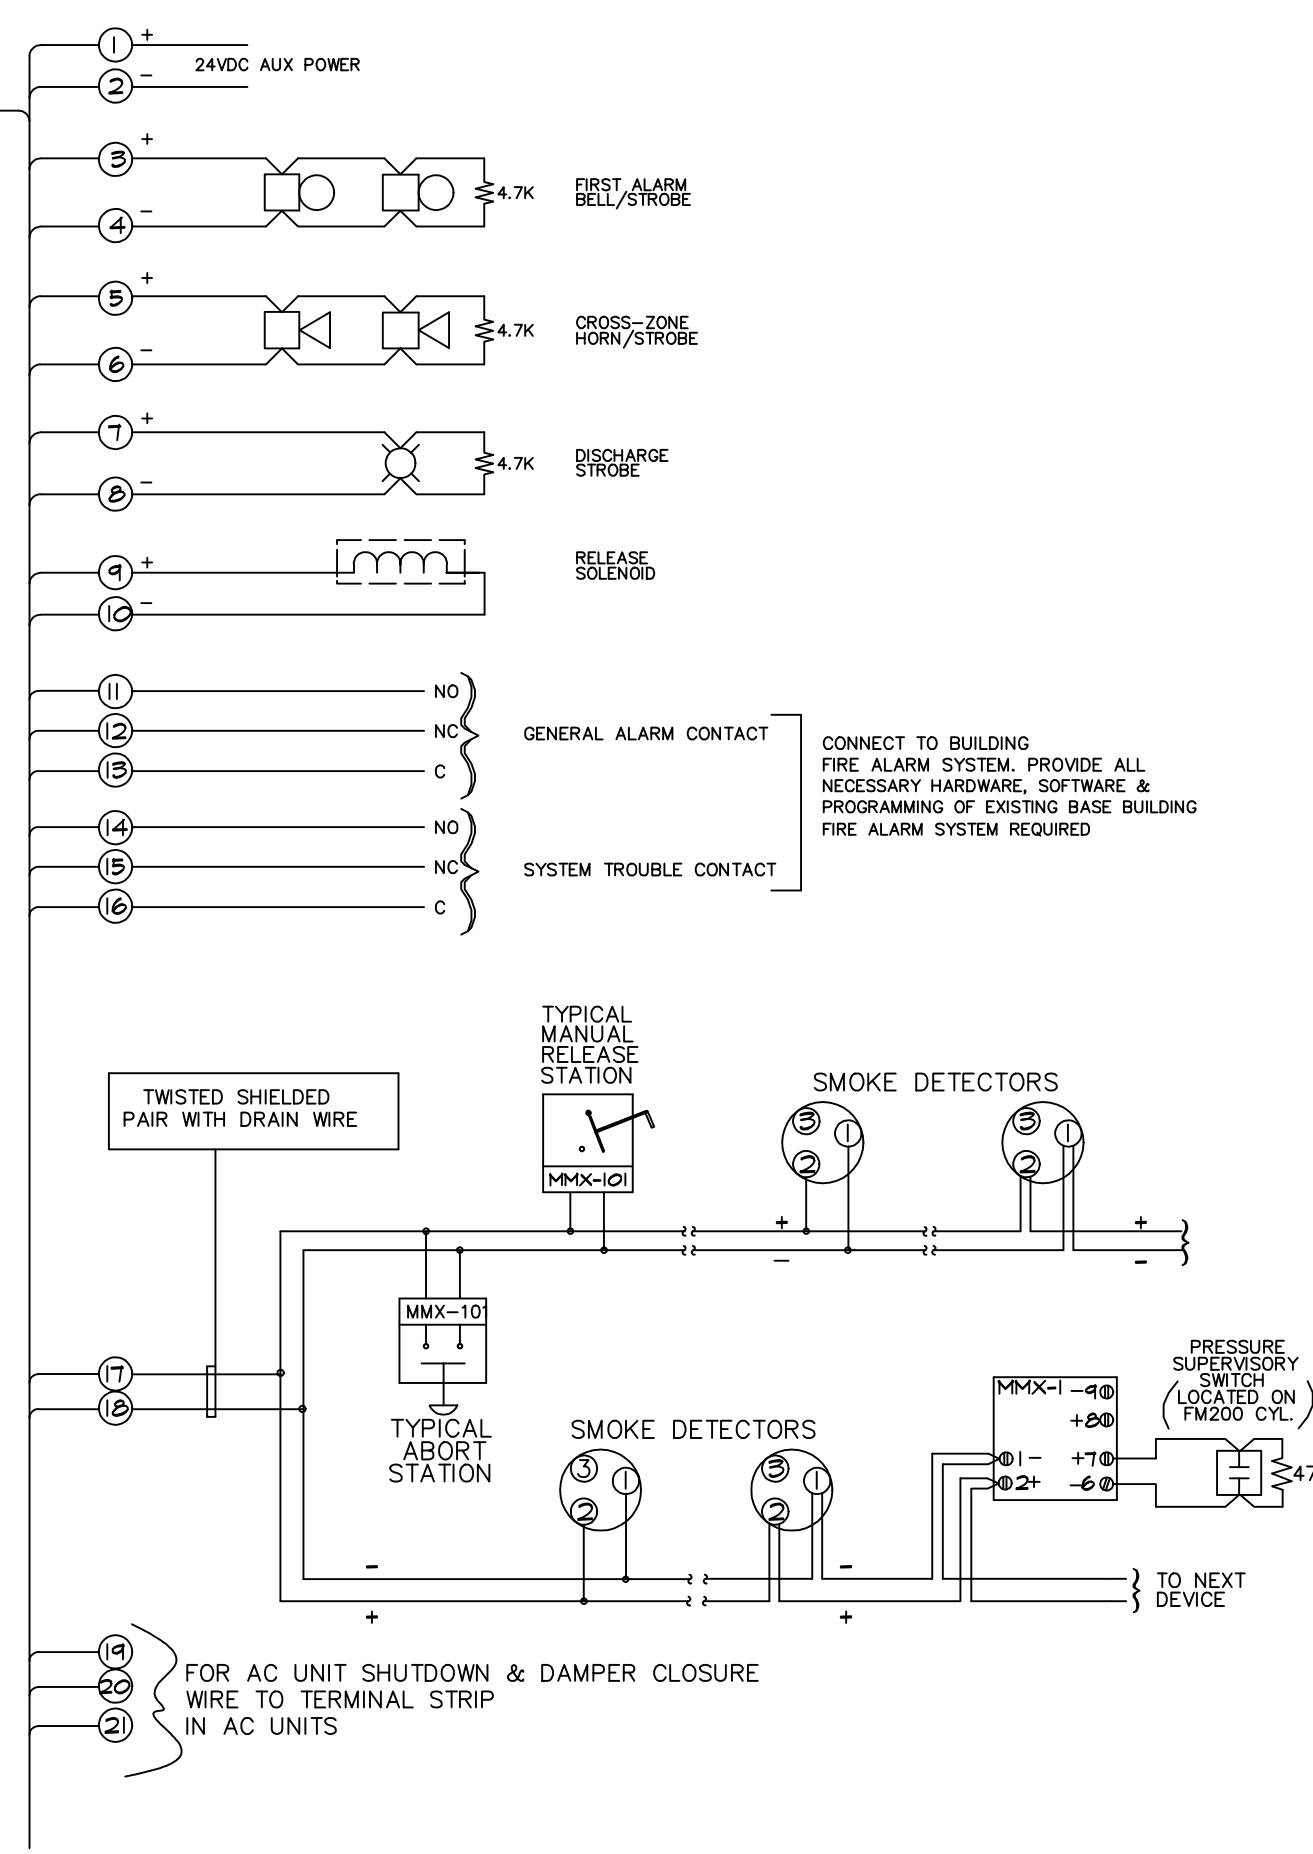 1 +
24VDC AUX POWER
2 −
3 +
4.7K
FIRST ALARM
BELL/STROBE
4 −
5 +
4.7K
CROSS-ZONE
HORN/STROBE
6 −
7 +
4.7K
DISCHARGE
STROBE
8 −
9 +
RELEASE
SOLENOID
10 −
11 NO
12 NC
13 C
GENERAL ALARM CONTACT
14 NO
15 NC
16 C
SYSTEM TROUBLE CONTACT
CONNECT TO BUILDING
FIRE ALARM SYSTEM. PROVIDE ALL
NECESSARY HARDWARE, SOFTWARE &
PROGRAMMING OF EXISTING BASE BUILDING
FIRE ALARM SYSTEM REQUIRED
TYPICAL
MANUAL
RELEASE
STATION
MMX-101
SMOKE DETECTORS
3 1
2
3 1
2
+ +
− −
TWISTED SHIELDED
PAIR WITH DRAIN WIRE
MMX-101
TYPICAL
ABORT
STATION
17
18
SMOKE DETECTORS
3 1
2
3 1
2
− −
+ +
MMX-1 -9
+8
1- +7
2+ -6
PRESSURE
SUPERVISORY
SWITCH
(LOCATED ON)
FM200 CYL.
47
TO NEXT
DEVICE
19
20
21
FOR AC UNIT SHUTDOWN & DAMPER CLOSURE
WIRE TO TERMINAL STRIP
IN AC UNITS